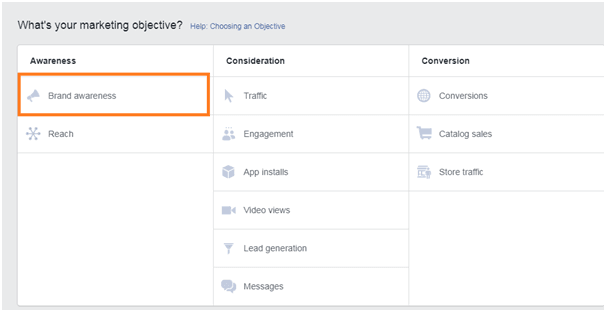 What's your marketing objective? Help: Choosing an Objective
Awareness Consideration Conversion
Brand awareness Traffic Conversions
Reach Engagement Catalog sales
App installs Store traffic
Video views
Lead generation
Messages